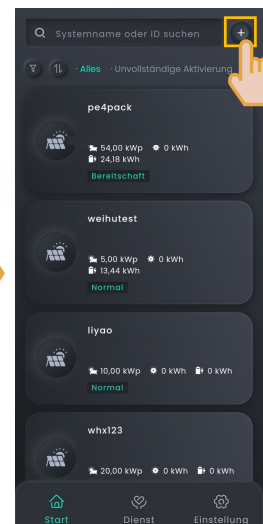 Systemname oder ID suchen
· Alles · Unvollständige Aktivierung
pe4pack
54,00 kWp 0 kWh
24,18 kWh
Bereitschaft
weihutest
5,00 kWp 0 kWh
13,44 kWh
Normal
liyao
10,00 kWp 0 kWh 0 kWh
Normal
whx123
20,00 kWp 0 kWh 0 kWh
Start Dienst Einstellung